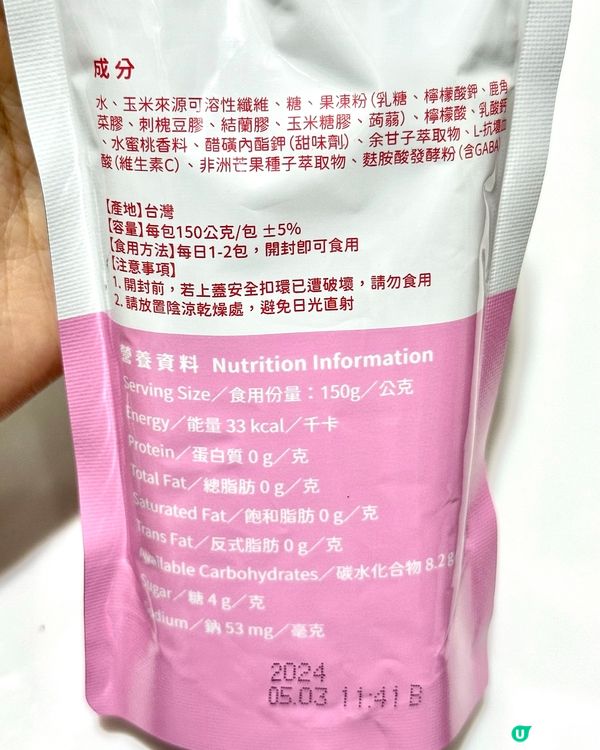 成分
水、玉米來源可溶性纖維、糖、果凍粉(乳糖、檸檬酸鉀、鹿角
菜膠、刺槐豆膠、結蘭膠、玉米糖膠、蒟蒻)、檸檬酸、乳酸鈣
、水蜜桃香料、醋磺內酯鉀(甜味劑)、余甘子萃取物、L-抗壞血
酸(維生素C)、非洲芒果種子萃取物、麩胺酸發酵粉(含GABA)
【產地】台灣
【容量】每包150公克/包 ±5%
【食用方法】每日1-2包，開封即可食用
【注意事項】
1. 開封前，若上蓋安全扣環已遭破壞，請勿食用
2. 請放置陰涼乾燥處，避免日光直射
營養資料 Nutrition Information
Serving Size／食用份量：150g／公克
Energy／能量 33 kcal／千卡
Protein／蛋白質 0 g／克
Total Fat／總脂肪 0 g／克
Saturated Fat／飽和脂肪 0 g／克
Trans Fat／反式脂肪 0 g／克
Available Carbohydrates／碳水化合物 8.2 g
Sugar／糖 4 g／克
Sodium／鈉 53 mg／毫克
2024
05.03 11:41 B
U